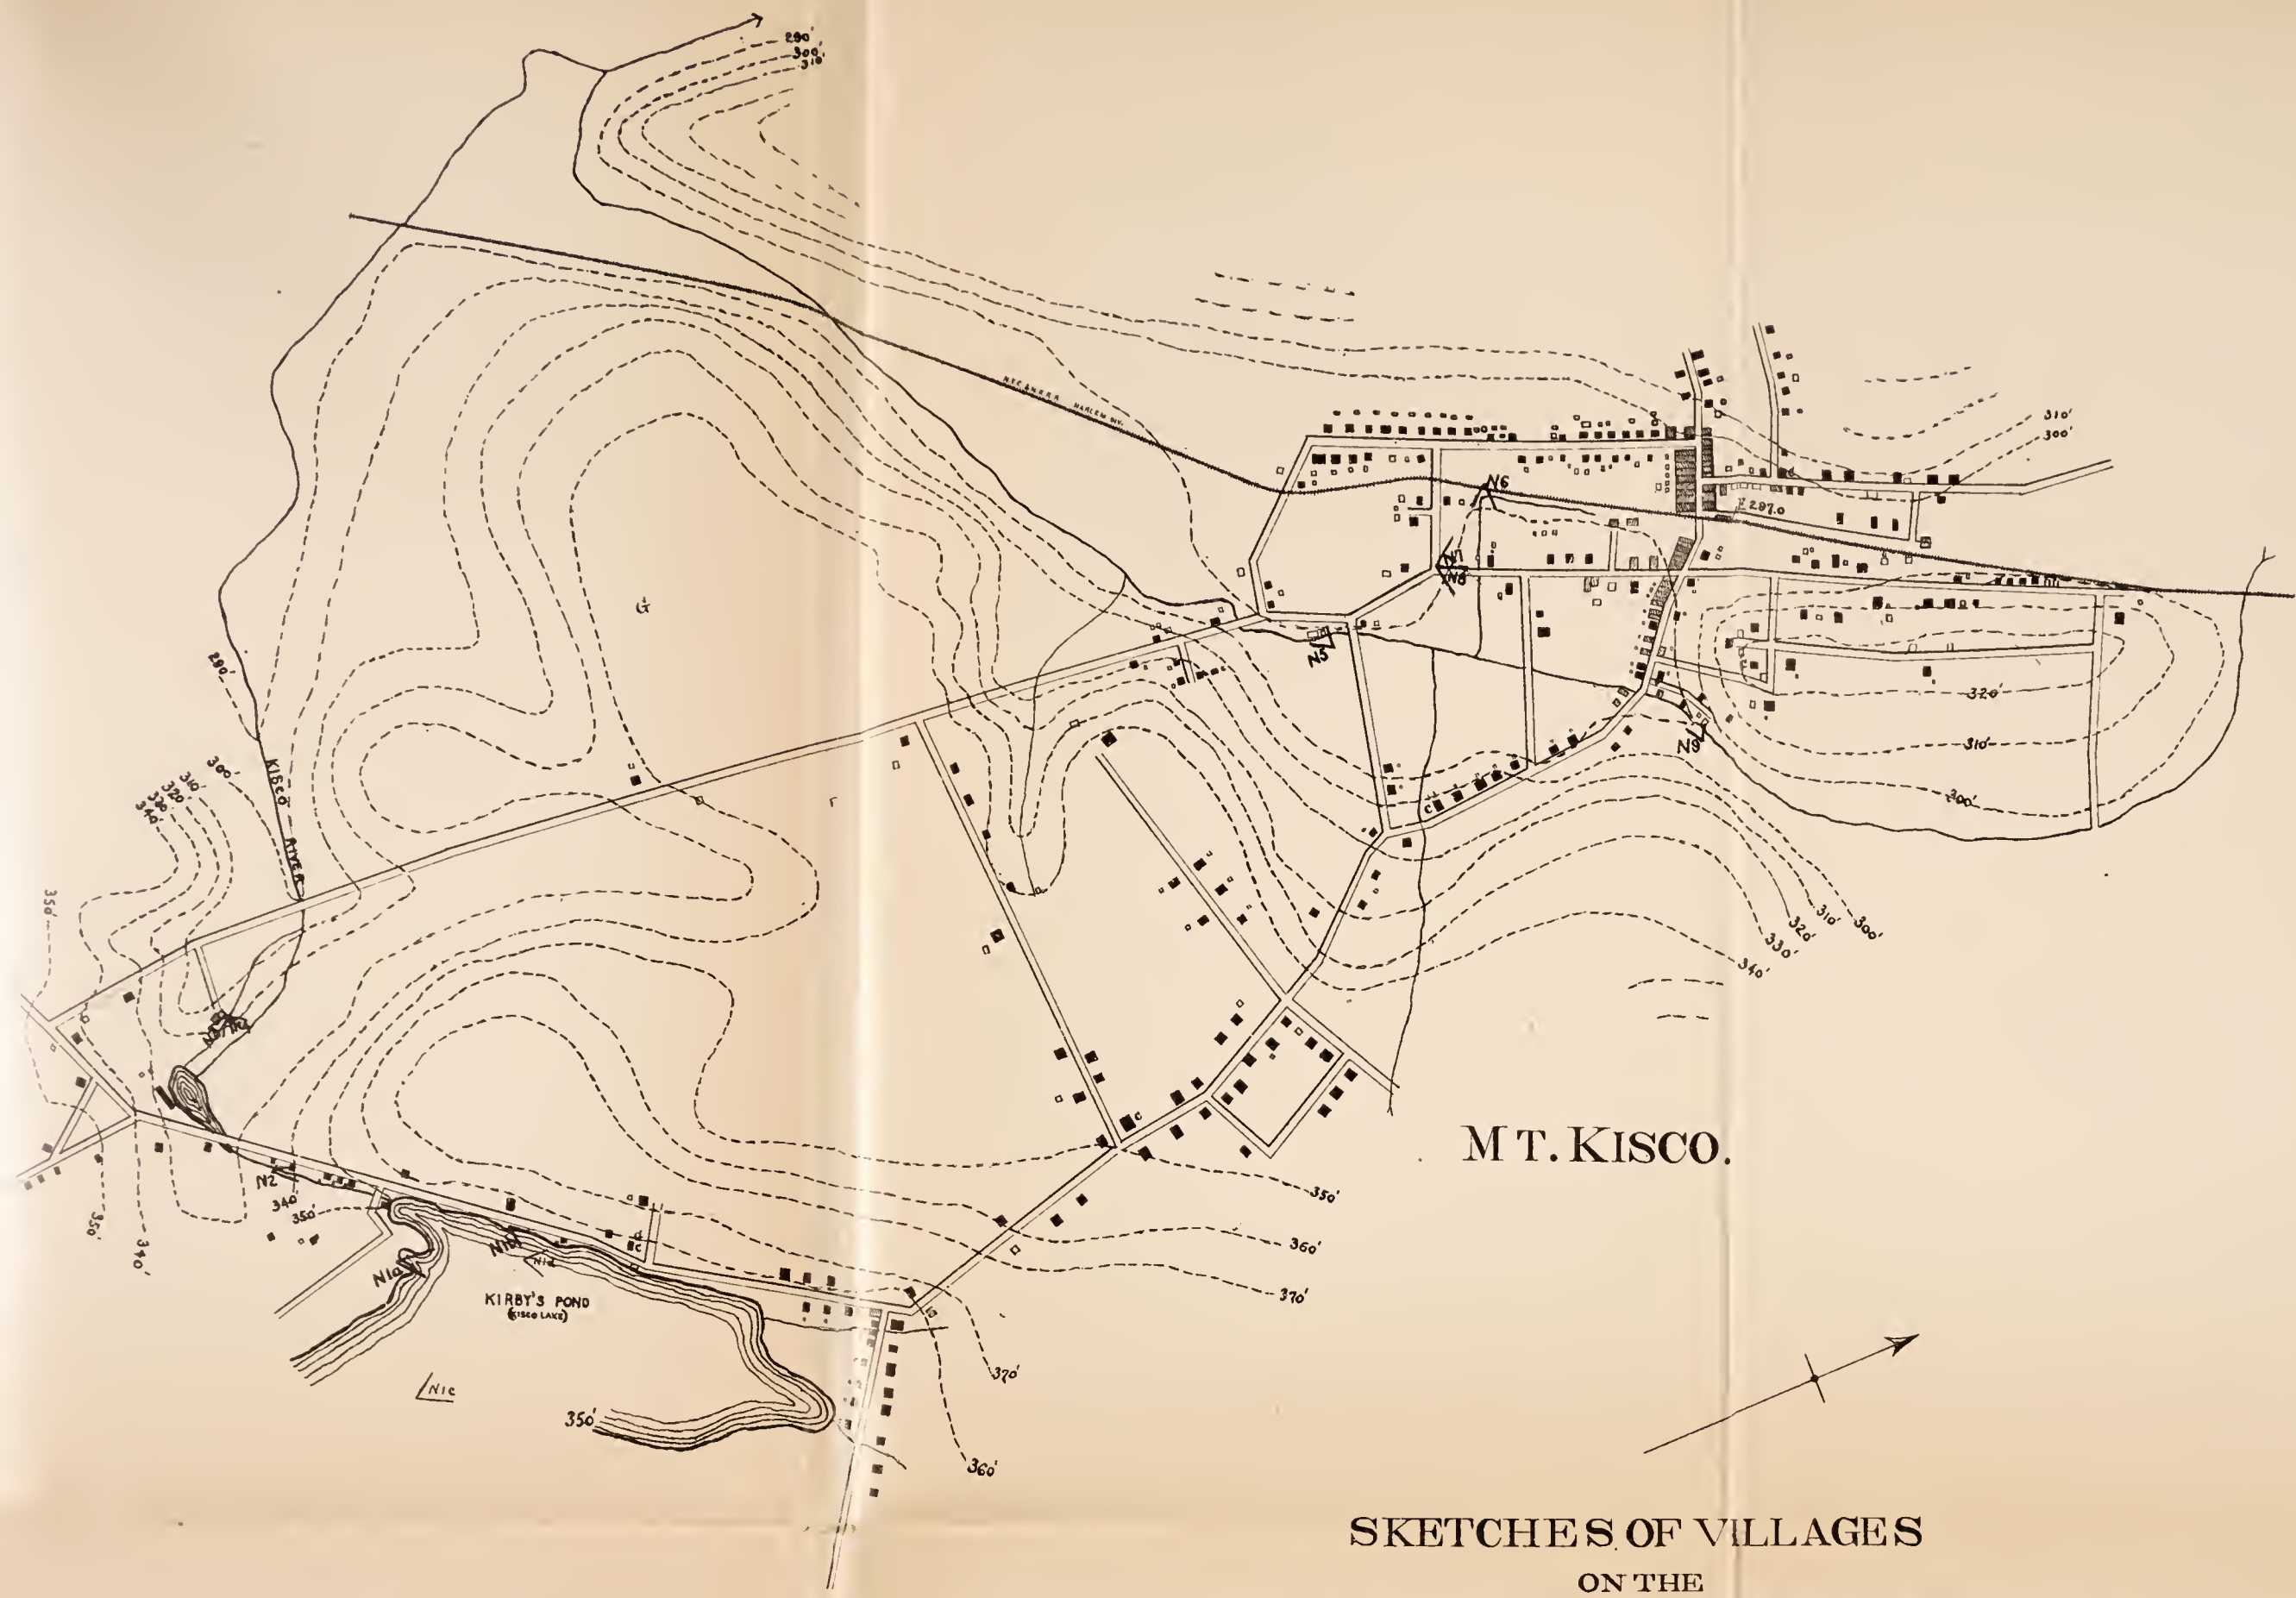 290'
300'
310'
N.Y.C. & H.R.R.R. HARLEM DIV.
310'
300'
N6
297.0
N7
N8
G
N5
290'
320'
N9
310'
300'
KISCO RIVER
300'
310'
320'
330'
340'
C
350'
300'
310'
320'
330'
340'
C
MT. KISCO.
N2
340'
350'
350'
340'
350'
360'
370'
d
C
N1a
N1b
N1d
KIRBY'S POND
(KISCO LAKE)
S
370'
N1c
350'
360'
SKETCHES OF VILLAGES
ON THE